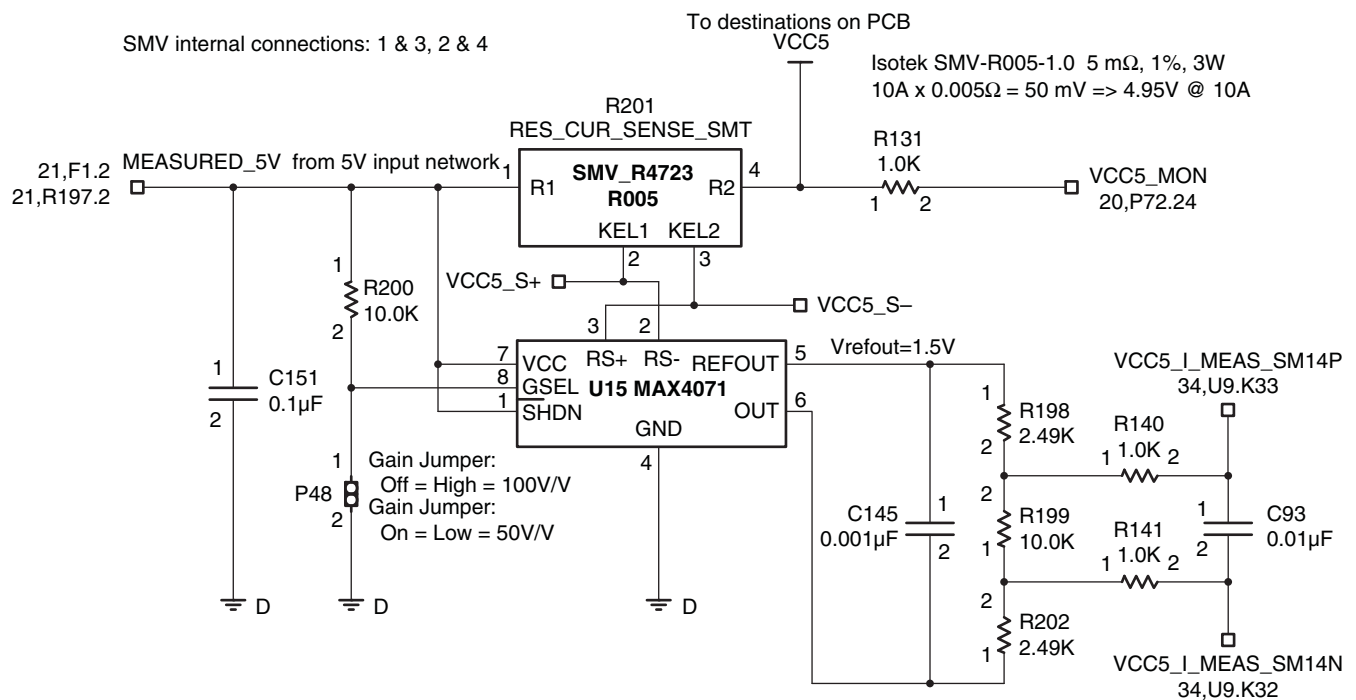 To destinations on PCB
SMV internal connections: 1 & 3, 2 & 4
VCC5
Isotek SMV-R005-1.0 5 mΩ, 1%, 3W
10A x 0.005Ω = 50 mV => 4.95V @ 10A
R201
RES_CUR_SENSE_SMT
R131
1.0K
21,F1.2
21,R197.2
MEASURED_5V from 5V input network
1
R1
SMV_R4723
R005
R2
4
KEL1
KEL2
1
2
VCC5_MON
20,P72.24
2
3
VCC5_S+
VCC5_S–
1
R200
10.0K
2
3
2
7
VCC
RS+
RS-
REFOUT
5
Vrefout=1.5V
8
GSEL
U15 MAX4071
1
SHDN
OUT
6
GND
4
1
C151
0.1µF
2
D
1
P48
2
Gain Jumper:
Off = High = 100V/V
Gain Jumper:
On = Low = 50V/V
D
D
1
C145
0.001µF
2
1
R198
2.49K
2
2
R199
10.0K
1
2
R202
2.49K
1
R140
1.0K
1
2
R141
1.0K
1
2
VCC5_I_MEAS_SM14P
34,U9.K33
1
C93
0.01µF
2
VCC5_I_MEAS_SM14N
34,U9.K32